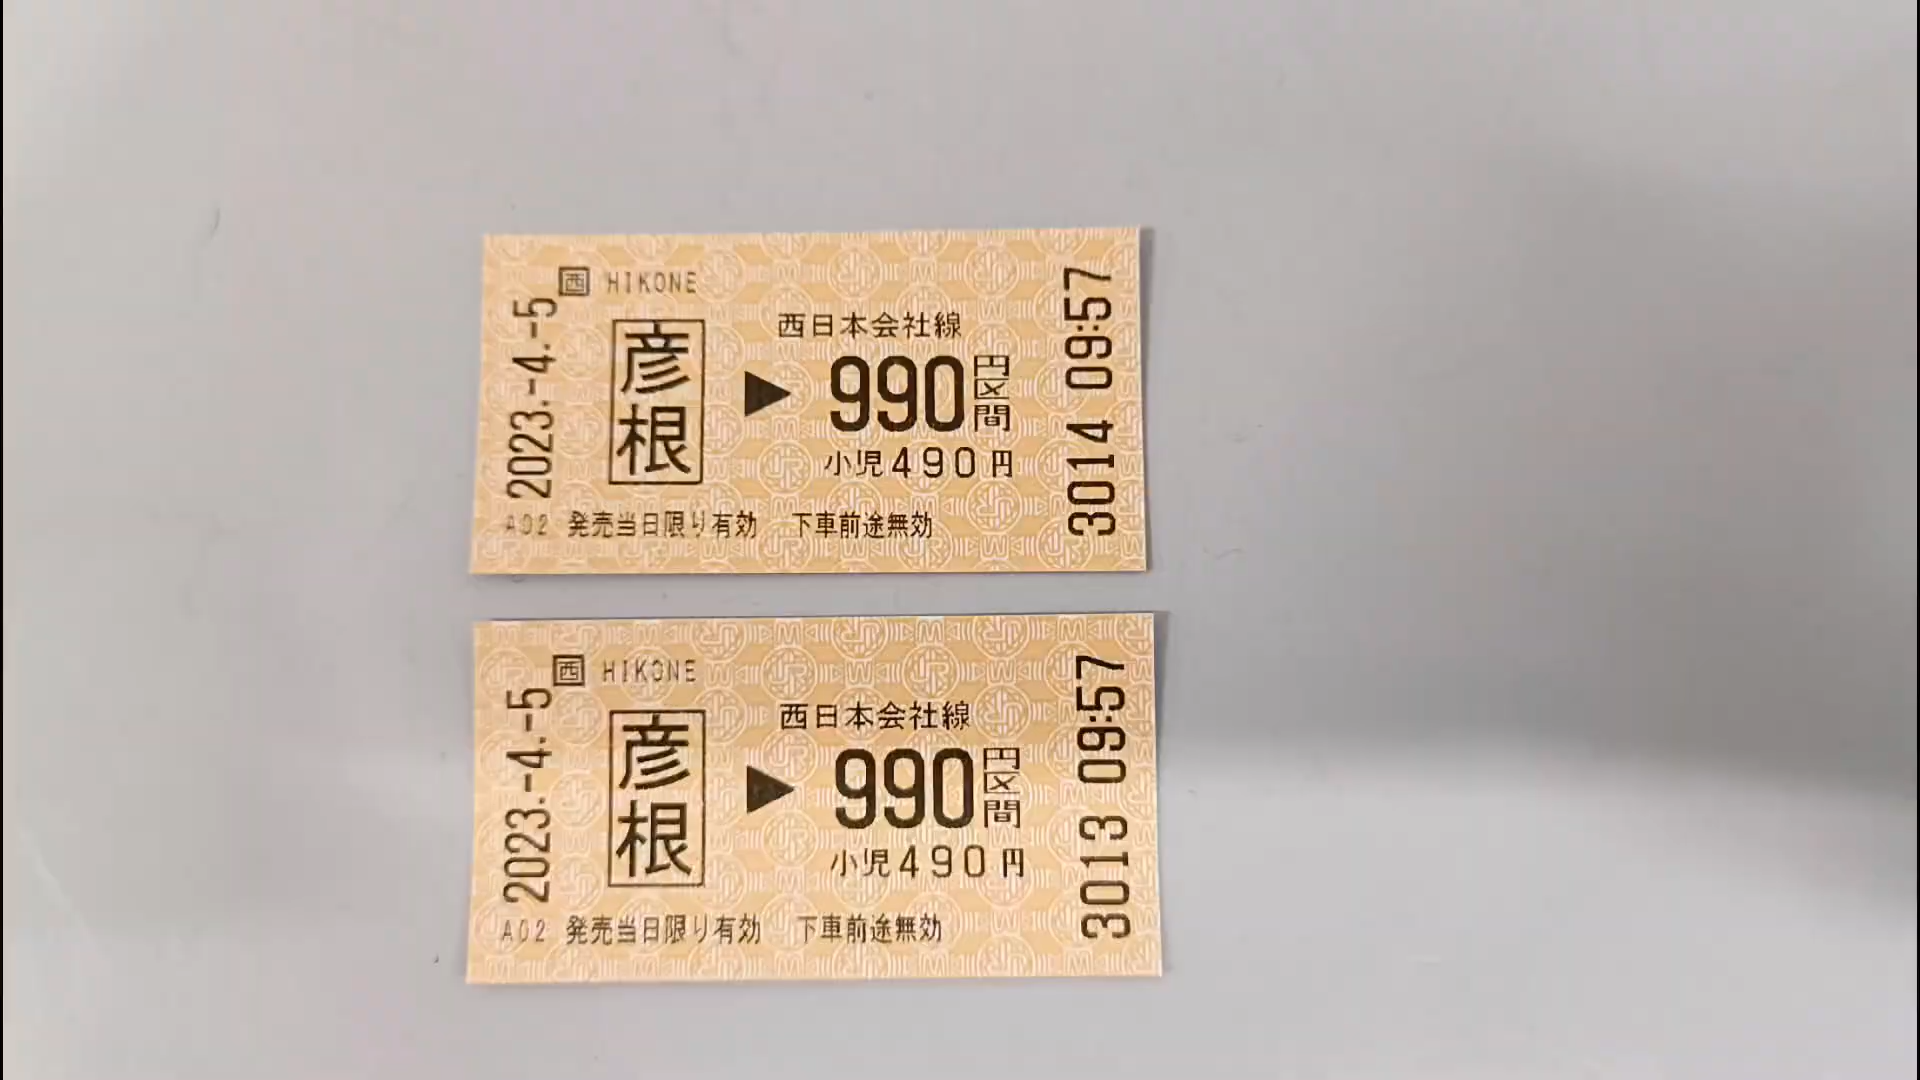 西 HIKONE
2023.-4.-5
彦根
西日本会社線
▶ 990円区間
小児490円
A02 発売当日限り有効 下車前途無効
3014 09:57
西 HIKONE
2023.-4.-5
彦根
西日本会社線
▶ 990円区間
小児490円
A02 発売当日限り有効 下車前途無効
3013 09:57